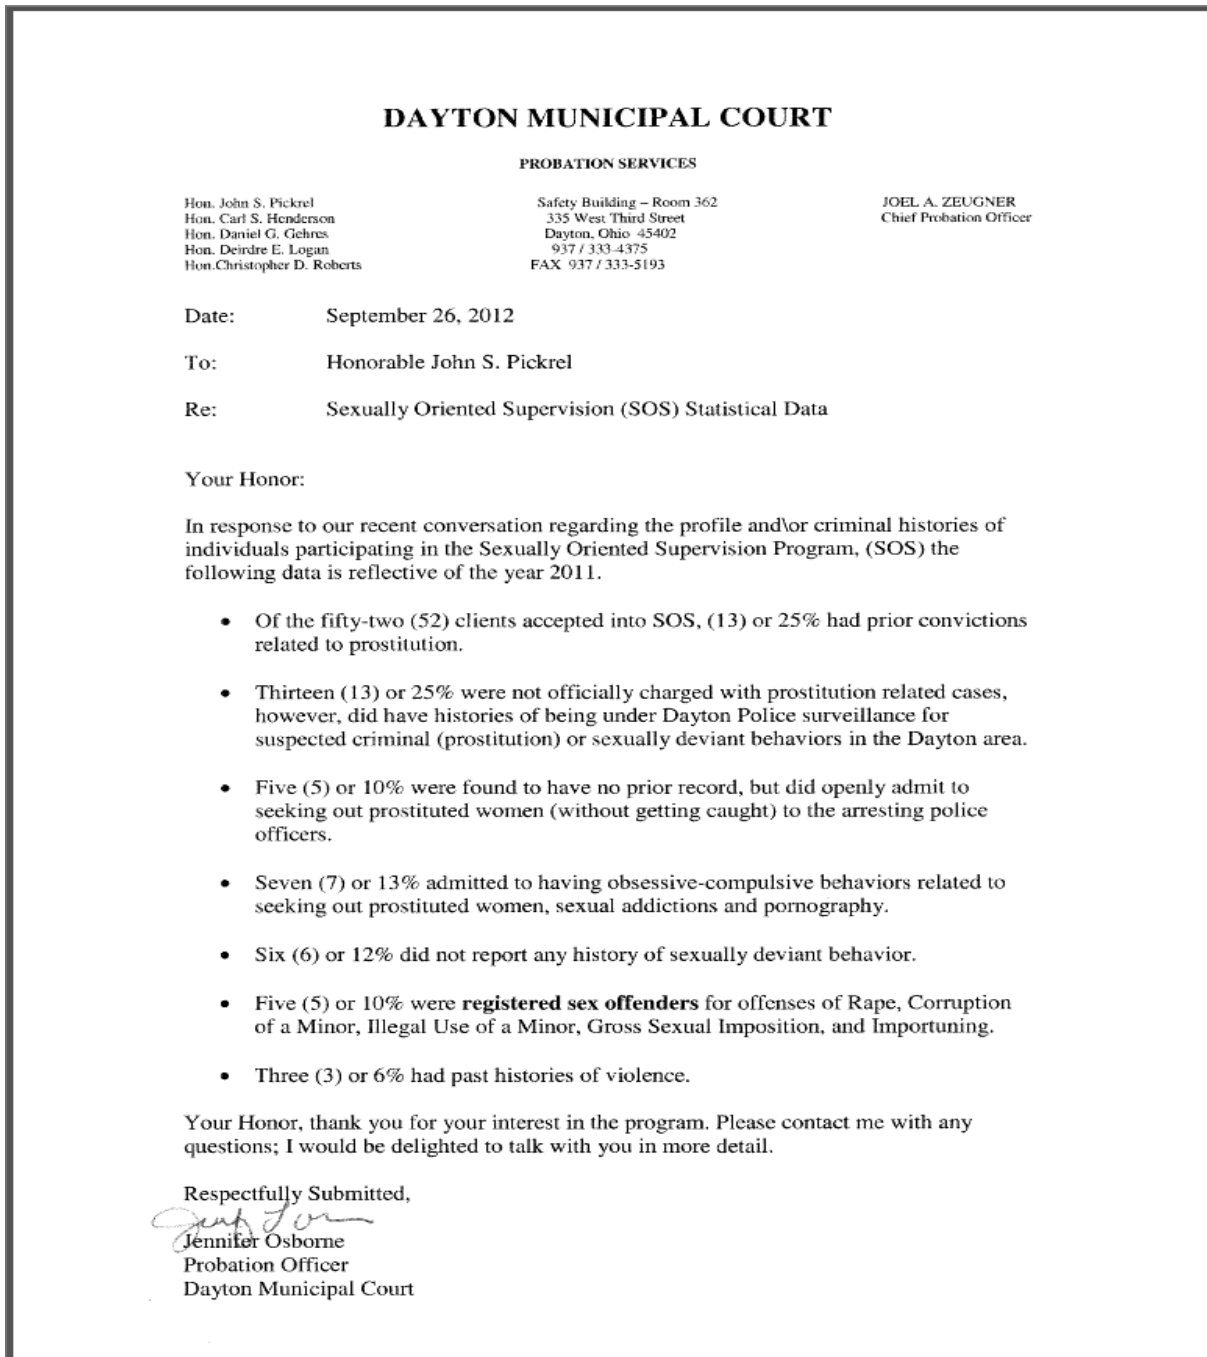 DAYTON MUNICIPAL COURT
PROBATION SERVICES
Hon. John S. Pickrel
Hon. Carl S. Henderson
Hon. Daniel G. Gehres
Hon. Deirdre E. Logan
Hon.Christopher D. Roberts
Safety Building – Room 362
335 West Third Street
Dayton, Ohio 45402
937 / 333-4375
FAX 937 / 333-5193
JOEL A. ZEUGNER
Chief Probation Officer
Date: September 26, 2012
To: Honorable John S. Pickrel
Re: Sexually Oriented Supervision (SOS) Statistical Data
Your Honor:
In response to our recent conversation regarding the profile and\or criminal histories of
individuals participating in the Sexually Oriented Supervision Program, (SOS) the
following data is reflective of the year 2011.
• Of the fifty-two (52) clients accepted into SOS, (13) or 25% had prior convictions
related to prostitution.
• Thirteen (13) or 25% were not officially charged with prostitution related cases,
however, did have histories of being under Dayton Police surveillance for
suspected criminal (prostitution) or sexually deviant behaviors in the Dayton area.
• Five (5) or 10% were found to have no prior record, but did openly admit to
seeking out prostituted women (without getting caught) to the arresting police
officers.
• Seven (7) or 13% admitted to having obsessive-compulsive behaviors related to
seeking out prostituted women, sexual addictions and pornography.
• Six (6) or 12% did not report any history of sexually deviant behavior.
• Five (5) or 10% were registered sex offenders for offenses of Rape, Corruption
of a Minor, Illegal Use of a Minor, Gross Sexual Imposition, and Importuning.
• Three (3) or 6% had past histories of violence.
Your Honor, thank you for your interest in the program. Please contact me with any
questions; I would be delighted to talk with you in more detail.
Respectfully Submitted,
Jennifer Osborne
Probation Officer
Dayton Municipal Court